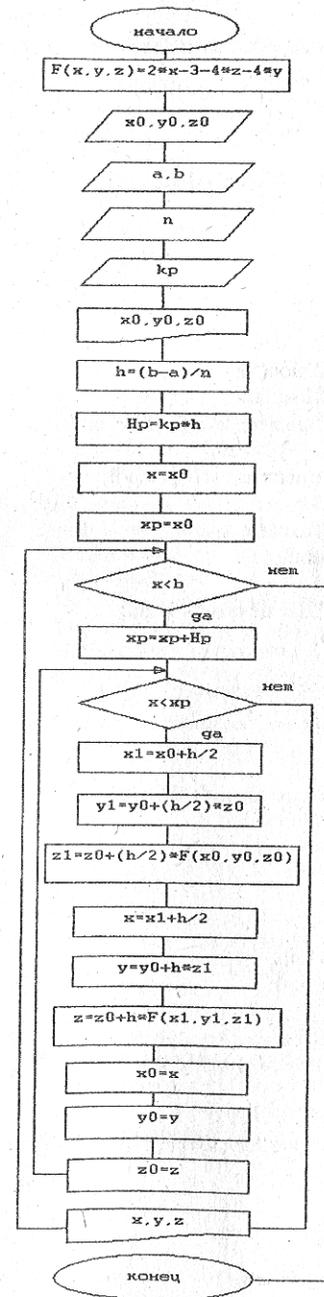 начало
F(x,y,z)=2*x-3-4*z-4*y
x0,y0,z0
a,b
n
kp
x0,y0,z0
h=(b-a)/n
Hp=kp*h
x=x0
xp=x0
x<b
нет
да
xp=xp+Hp
x<xp
нет
да
x1=x0+h/2
y1=y0+(h/2)*z0
z1=z0+(h/2)*F(x0,y0,z0)
x=x1+h/2
y=y0+h*z1
z=z0+h*F(x1,y1,z1)
x0=x
y0=y
z0=z
x,y,z
конец